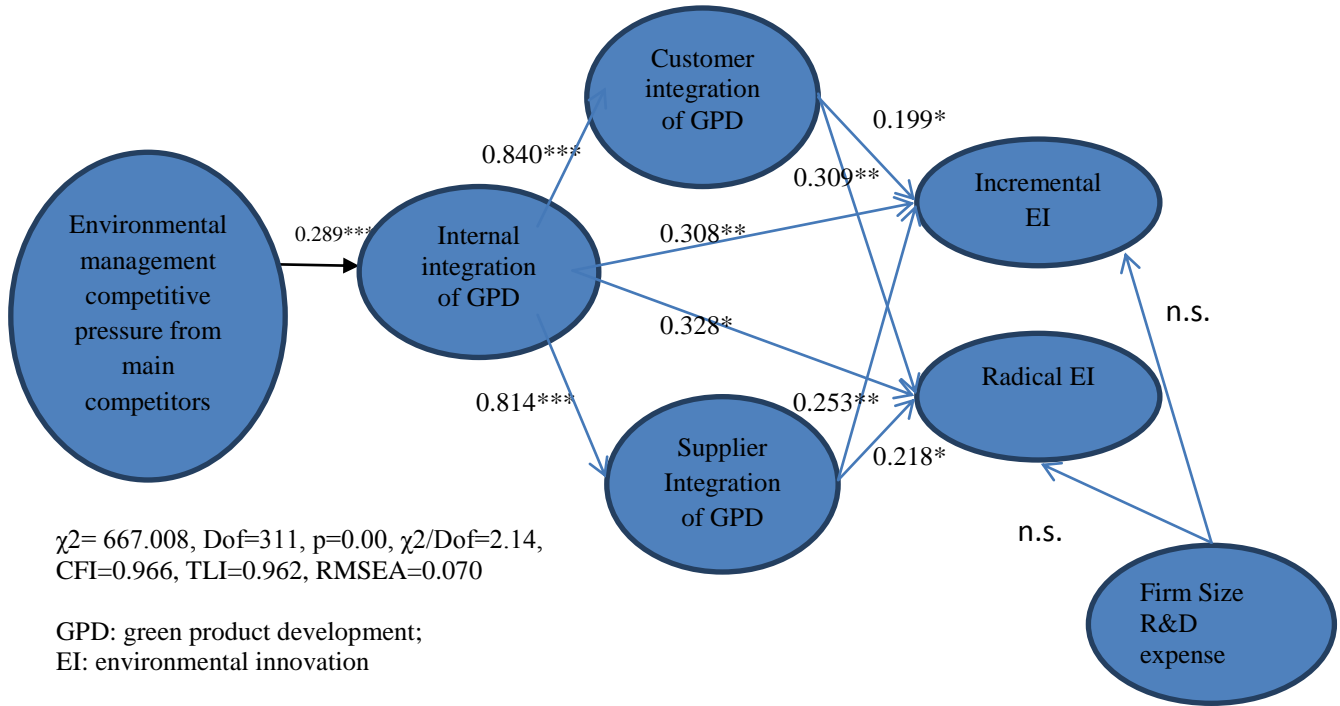 Environmental
management
competitive
pressure from
main
competitors
0.289***
Internal
integration
of GPD
0.840***
0.814***
Customer
integration
of GPD
Supplier
Integration
of GPD
0.199*
0.309**
0.308**
0.328*
0.253**
0.218*
Incremental
EI
Radical EI
n.s.
n.s.
Firm Size
R&D
expense
χ2= 667.008, Dof=311, p=0.00, χ2/Dof=2.14,
CFI=0.966, TLI=0.962, RMSEA=0.070
GPD: green product development;
EI: environmental innovation